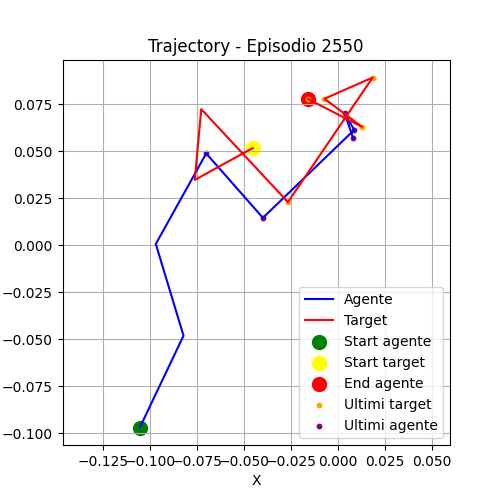 Trajectory - Episodio 2550
0.075
0.050
0.025
0.000
−0.025
−0.050
−0.075
−0.100
−0.125 −0.100 −0.075 −0.050 −0.025 0.000 0.025 0.050
X
Agente
Target
Start agente
Start target
End agente
Ultimi target
Ultimi agente